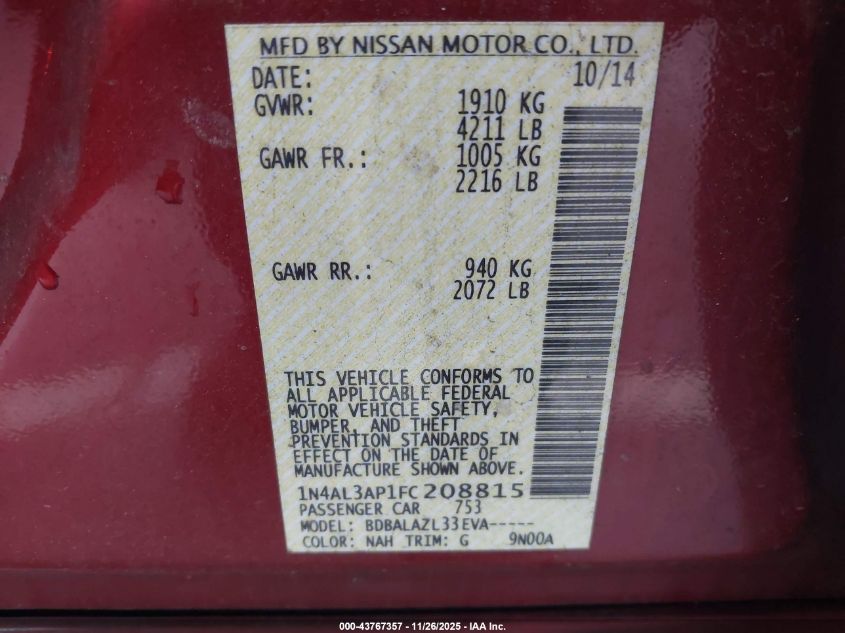 MFD BY NISSAN MOTOR CO., LTD.
DATE: 10/14
GVWR: 1910 KG
4211 LB
GAWR FR.: 1005 KG
2216 LB
GAWR RR.: 940 KG
2072 LB
THIS VEHICLE CONFORMS TO
ALL APPLICABLE FEDERAL
MOTOR VEHICLE SAFETY,
BUMPER, AND THEFT
PREVENTION STANDARDS IN
EFFECT ON THE DATE OF
MANUFACTURE SHOWN ABOVE.
1N4AL3AP1FC208815
PASSENGER CAR 753
MODEL: BDBALAZL33EVA-----
COLOR: NAH TRIM: G 9N00A
000-43767357 - 11/26/2025 - IAA Inc.